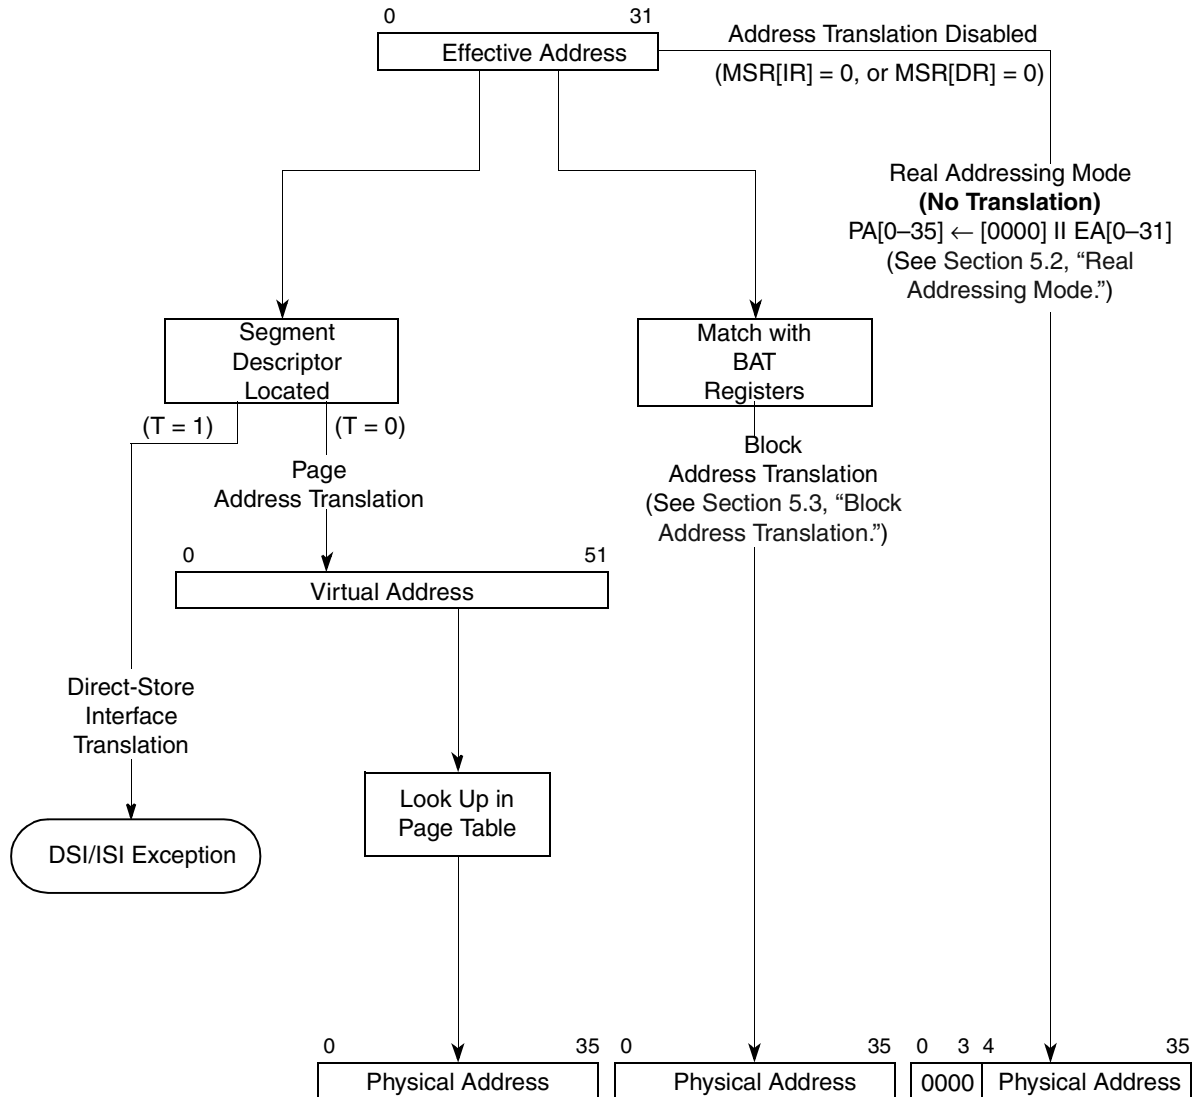 0 31
Effective Address
Address Translation Disabled
(MSR[IR] = 0, or MSR[DR] = 0)
Real Addressing Mode
(No Translation)
PA[0–35] ← [0000] II EA[0–31]
(See Section 5.2, “Real
Addressing Mode.”)
Segment
Descriptor
Located
Match with
BAT
Registers
(T = 1)
(T = 0)
Page
Address Translation
Block
Address Translation
(See Section 5.3, “Block
Address Translation.”)
0 51
Virtual Address
Direct-Store
Interface
Translation
Look Up in
Page Table
DSI/ISI Exception
0 35
Physical Address
0 35
Physical Address
0 3 4 35
0000 Physical Address